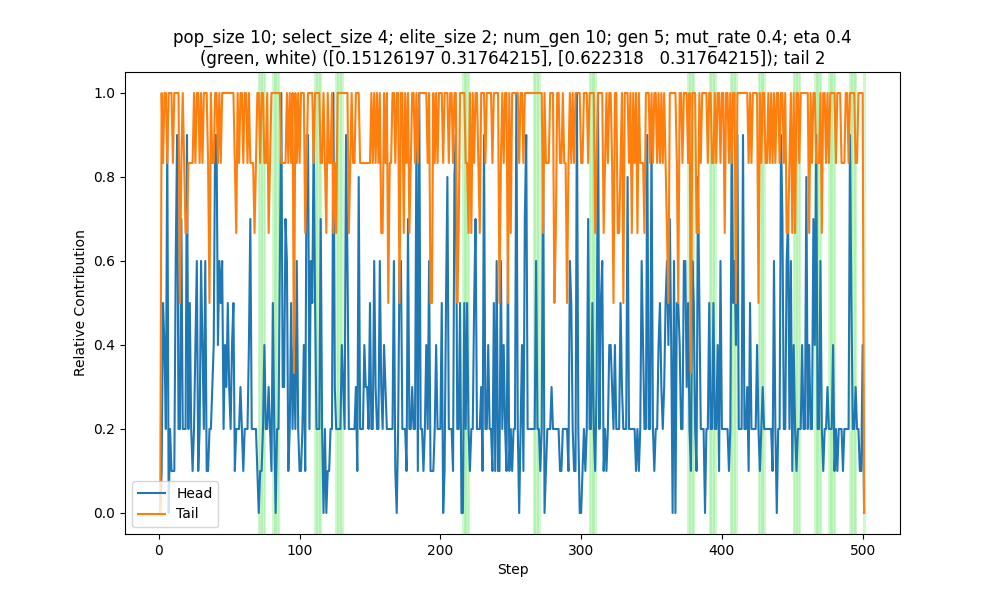 pop_size 10; select_size 4; elite_size 2; num_gen 10; gen 5; mut_rate 0.4; eta 0.4
(green, white) ([0.15126197 0.31764215], [0.622318   0.31764215]); tail 2
1.0
0.8
0.6
0.4
0.2
0.0
Relative Contribution
Head
Tail
0
100
200
300
400
500
Step